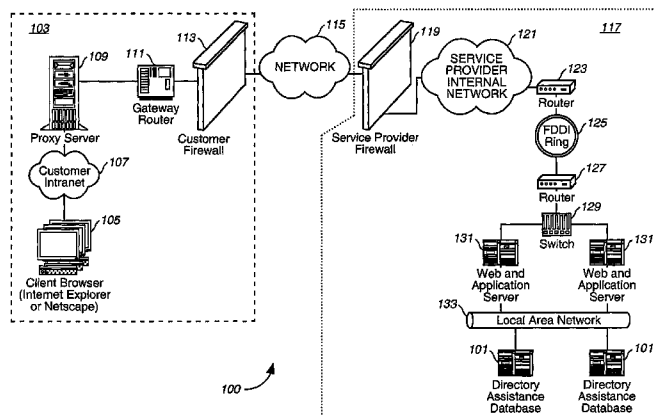 103
109
Proxy Server
111
Gateway
Router
113
Customer
Firewall
107
Customer
Intranet
105
Client Browser
(Internet Explorer
or Netscape)
115
NETWORK
117
119
Service Provider
Firewall
121
SERVICE
PROVIDER
INTERNAL
NETWORK
123
Router
125
FDDI
Ring
127
Router
129
Switch
131
Web and
Application
Server
131
Web and
Application
Server
133
Local Area Network
101
Directory
Assistance
Database
101
Directory
Assistance
Database
100